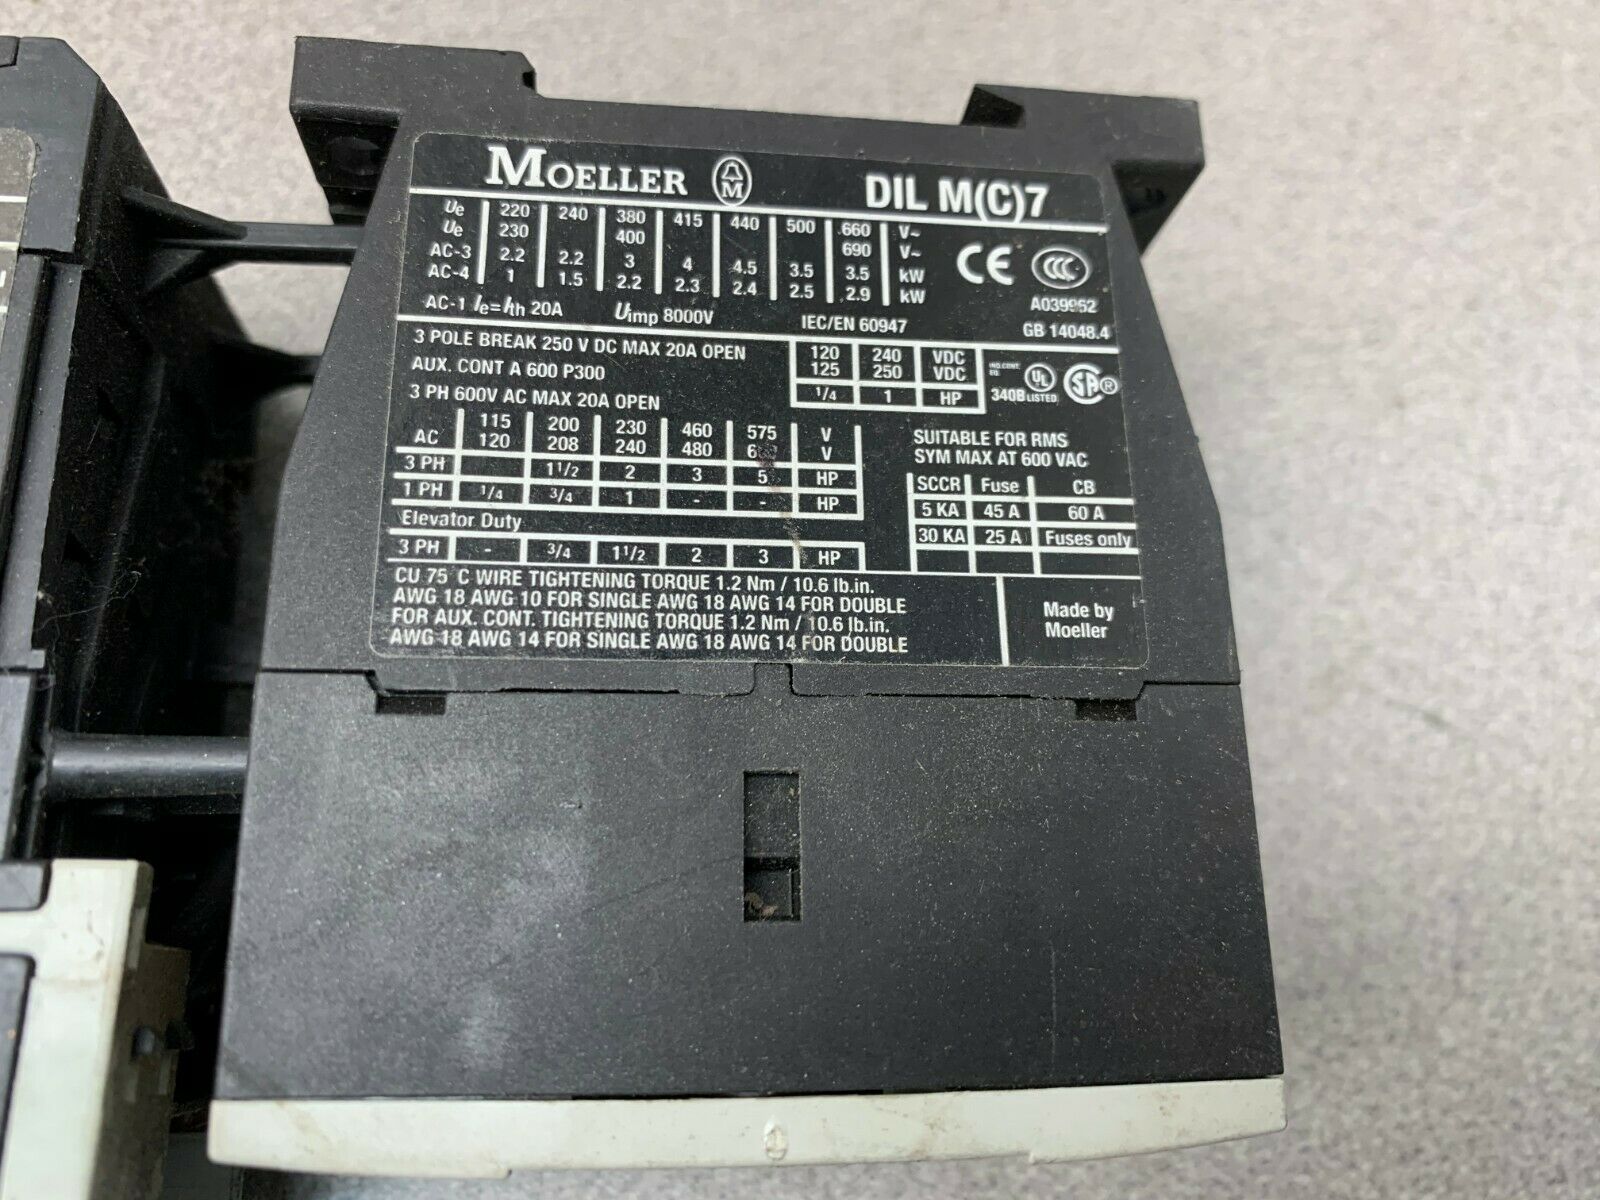 MOELLER DIL M(C)7
Ue 220 240 380 415 440 500 660 V~
Ue 230 400 690 V~
AC-3 2.2 2.2 3 4 4.5 3.5 3.5 kW
AC-4 1 1.5 2.2 2.3 2.4 2.5 2.9 kW
AC-1 Ie=Ith 20A Uimp 8000V IEC/EN 60947
CE CCC
A039952
GB 14048.4
3 POLE BREAK 250 V DC MAX 20A OPEN
AUX. CONT A 600 P300
3 PH 600V AC MAX 20A OPEN
120 240 VDC
125 250 VDC
1/4 1 HP
IND.CONT.
EQ.
340B UL LISTED SA ®
115 200 230 460 575 V
AC 120 208 240 480 V
3 PH 1 1/2 2 3 5 HP
1 PH 1/4 3/4 1 - - HP
Elevator Duty
3 PH - 3/4 1 1/2 2 3 HP
SUITABLE FOR RMS
SYM MAX AT 600 VAC
SCCR Fuse CB
5 KA 45 A 60 A
30 KA 25 A Fuses only
CU 75°C WIRE TIGHTENING TORQUE 1.2 Nm / 10.6 lb.in.
AWG 18 AWG 10 FOR SINGLE AWG 18 AWG 14 FOR DOUBLE
FOR AUX. CONT. TIGHTENING TORQUE 1.2 Nm / 10.6 lb.in.
AWG 18 AWG 14 FOR SINGLE AWG 18 AWG 14 FOR DOUBLE
Made by
Moeller